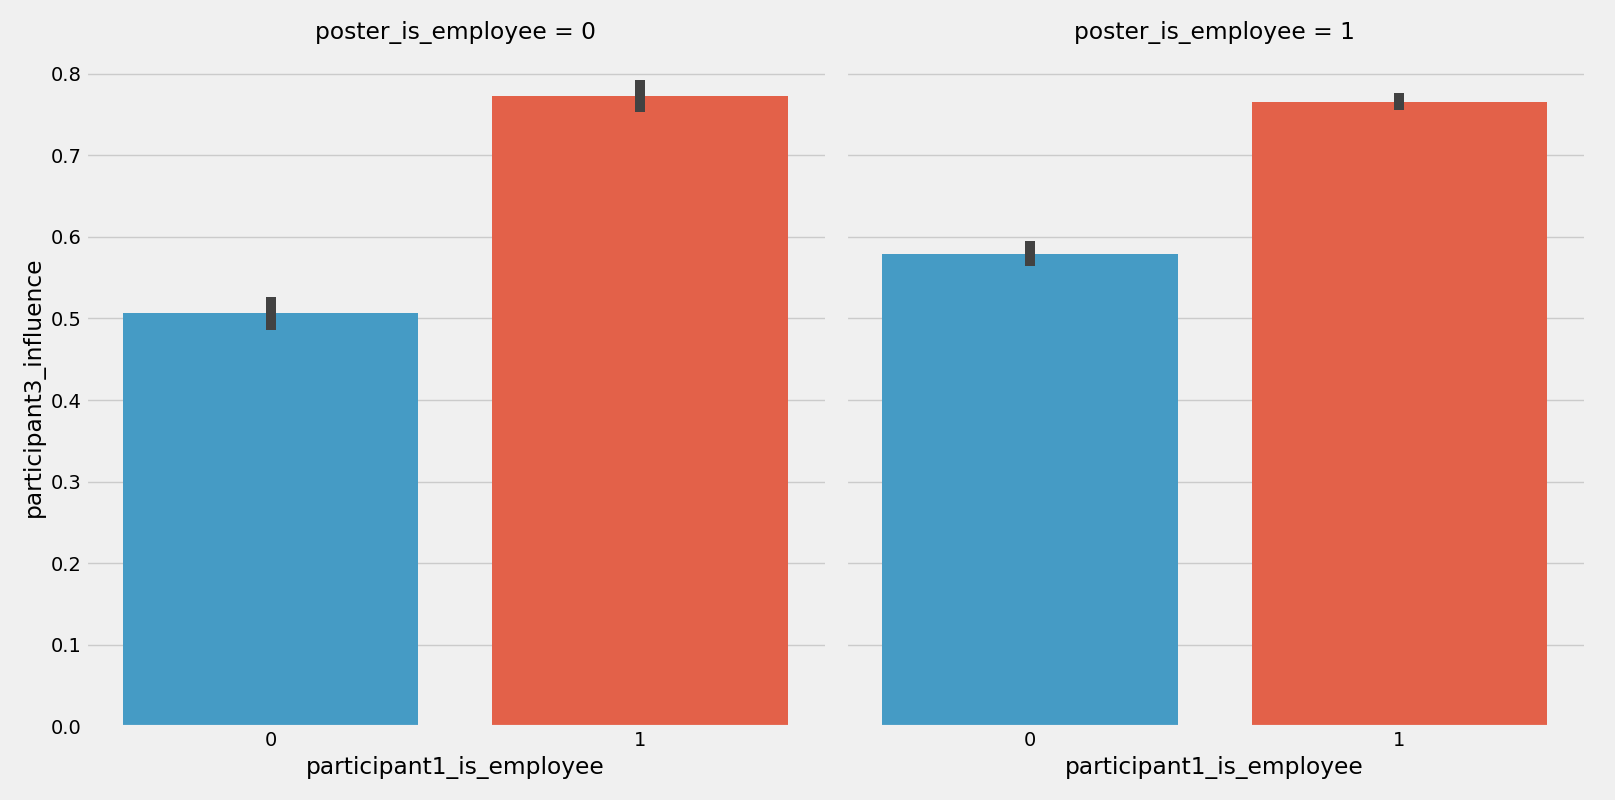 poster_is_employee = 0
poster_is_employee = 1
participant3_influence
0.8
0.7
0.6
0.5
0.4
0.3
0.2
0.1
0.0
0 1
0 1
participant1_is_employee
participant1_is_employee